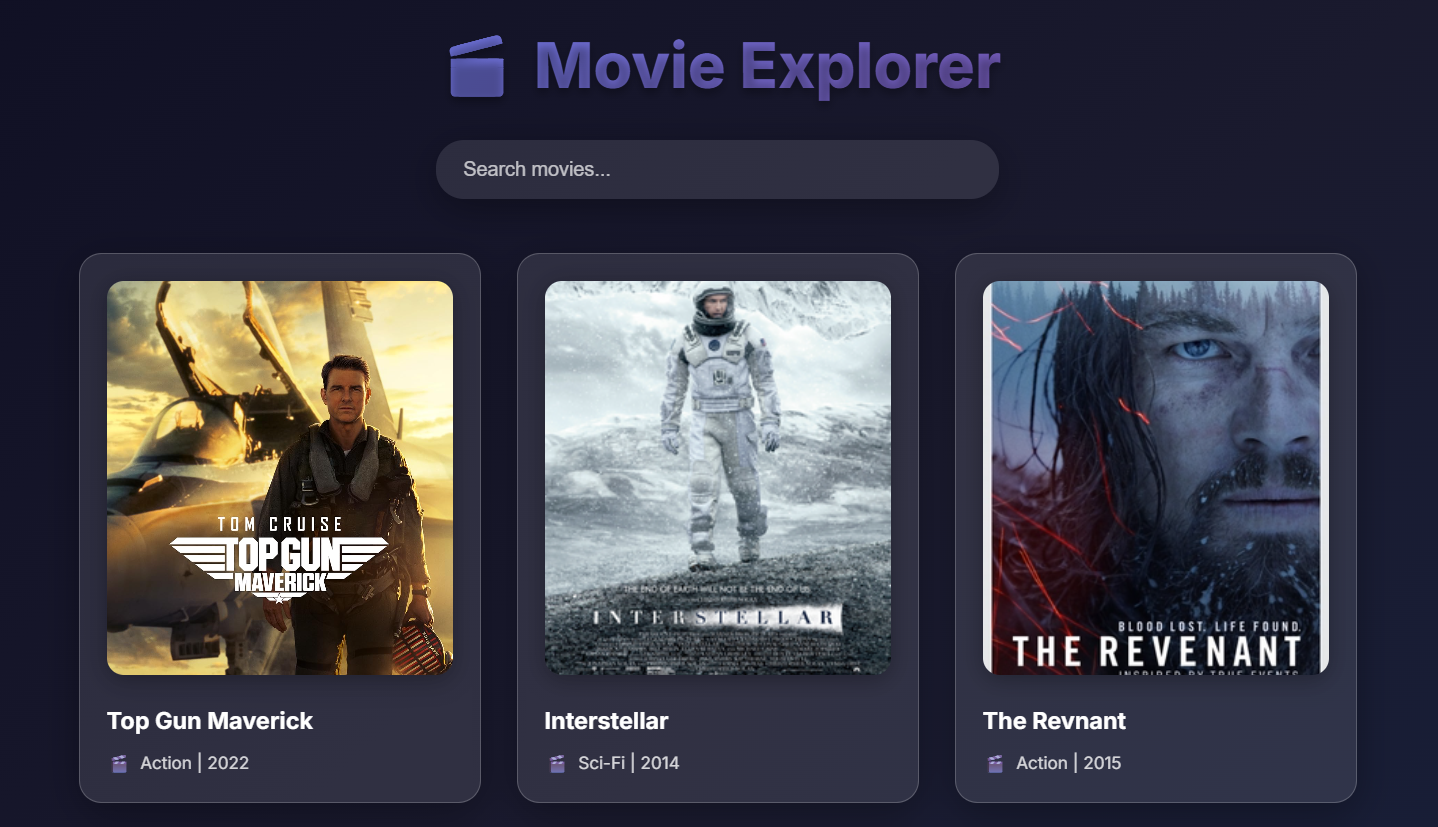 Movie Explorer
Search movies...
TOM CRUISE
TOP GUN
MAVERICK
THE END OF EARTH WILL NOT BE THE END OF US
INTERSTELLAR
BLOOD LOST. LIFE FOUND.
THE REVENANT
INSPIRED BY TRUE EVENTS
Top Gun Maverick
Interstellar
The Revnant
Action | 2022
Sci-Fi | 2014
Action | 2015